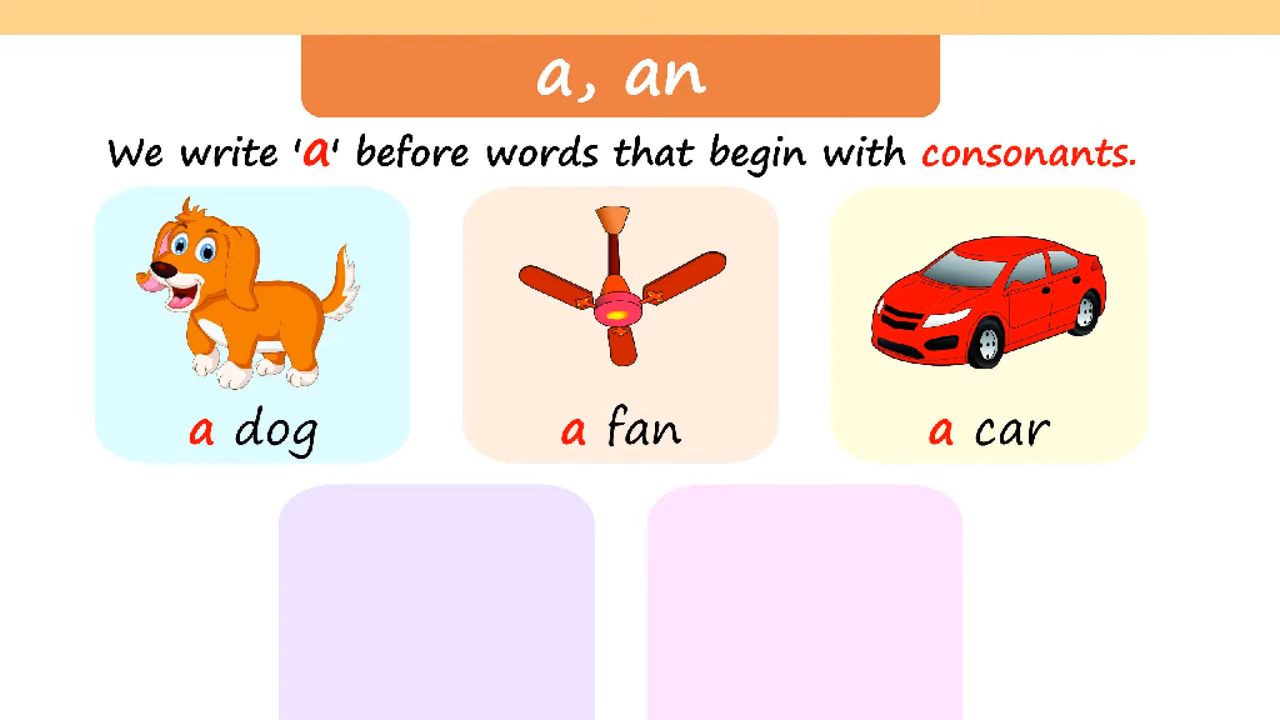 a, an
We write 'a' before words that begin with consonants.
a dog
a fan
a car